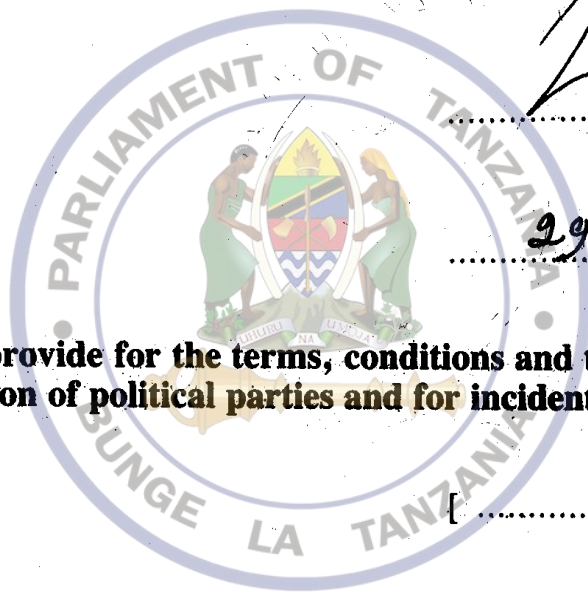 PARLIAMENT OF TANZANIA
29
UHURU NA UMOJA
provide for the terms, conditions and
on of political parties and for incident
[ ............
BUNGE LA TANZANIA